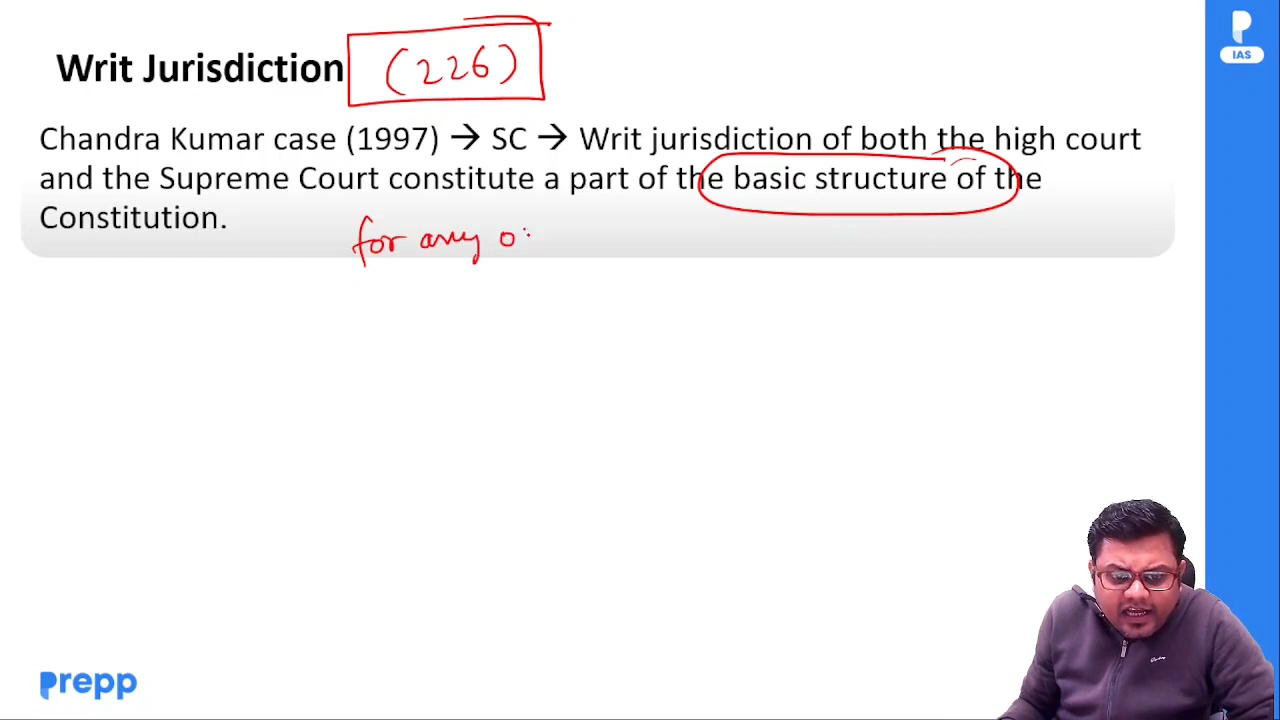 IAS
Writ Jurisdiction (226)
Chandra Kumar case (1997) → SC → Writ jurisdiction of both the high court
and the Supreme Court constitute a part of the basic structure of the
Constitution.
for any
prepp